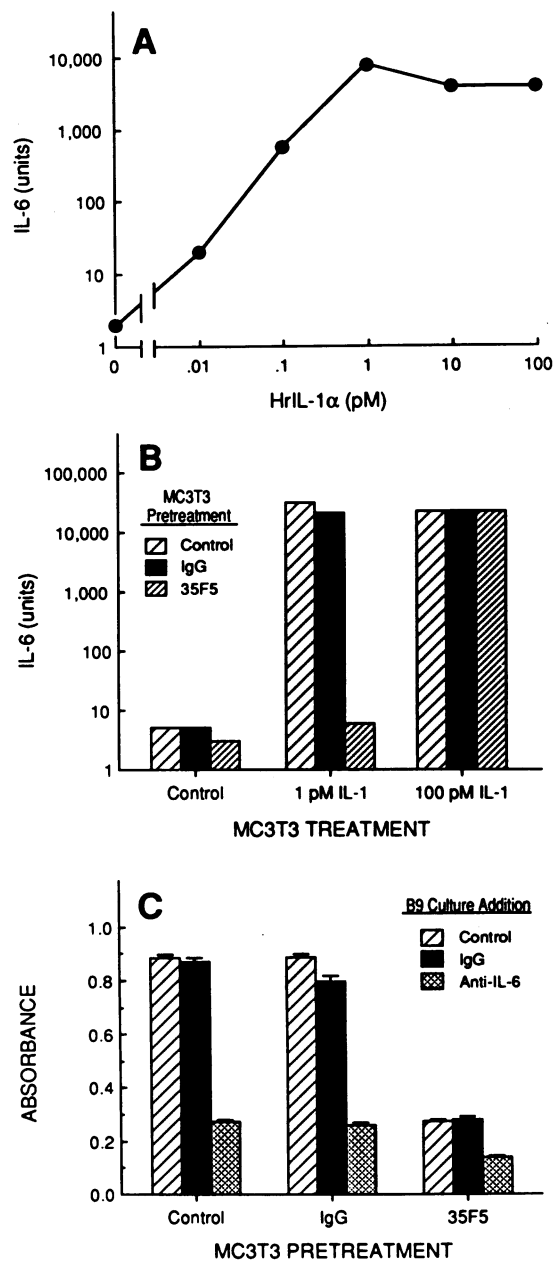 A
10,000
1,000
100
10
1
IL-6 (units)
0 .01 .1 1 10 100
HrIL-1α (pM)
B
100,000
10,000
1,000
100
10
1
IL-6 (units)
MC3T3
Pretreatment
Control
IgG
35F5
Control 1 pM IL-1 100 pM IL-1
MC3T3 TREATMENT
C
1.0
0.8
0.6
0.4
0.2
0.0
ABSORBANCE
B9 Culture Addition
Control
IgG
Anti-IL-6
Control IgG 35F5
MC3T3 PRETREATMENT